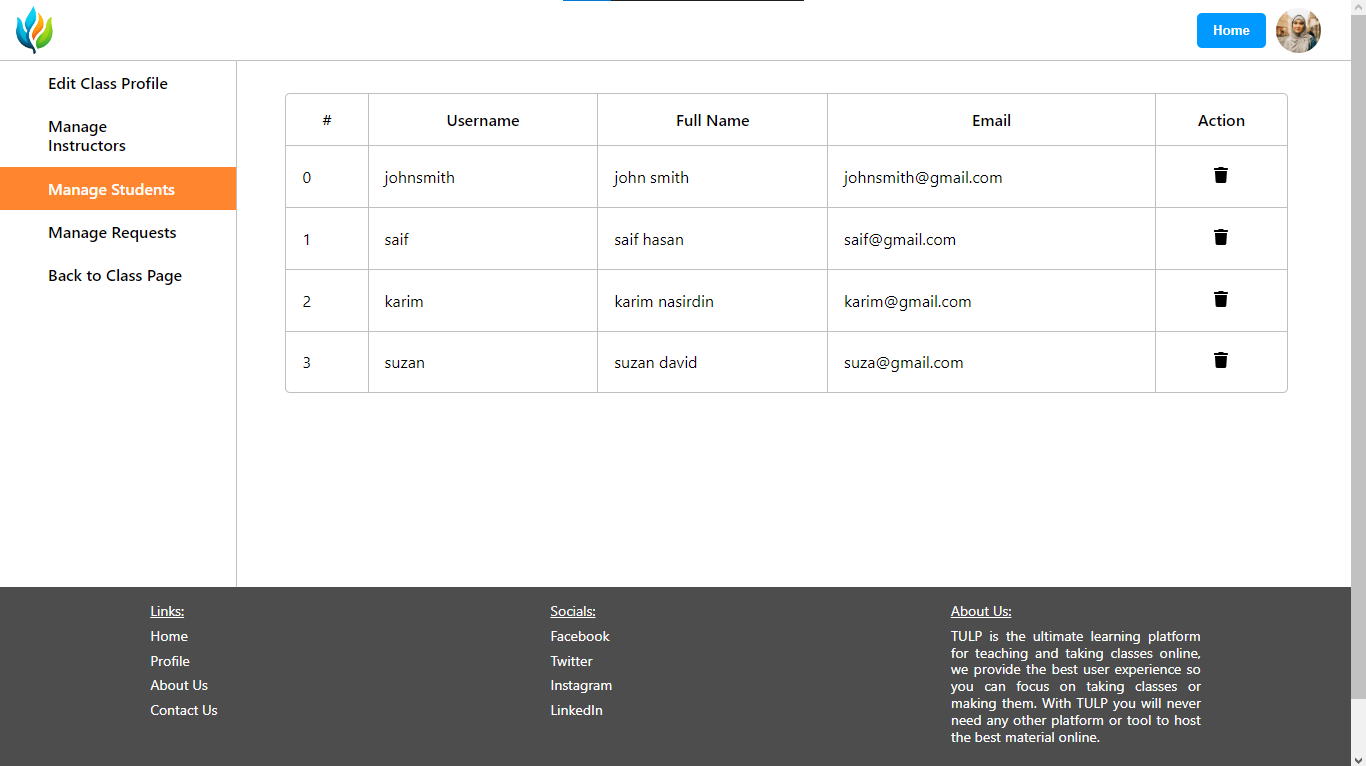 Home
Edit Class Profile
Manage
Instructors
Manage Students
Manage Requests
Back to Class Page
# Username Full Name Email Action
0 johnsmith john smith johnsmith@gmail.com
1 saif saif hasan saif@gmail.com
2 karim karim nasirdin karim@gmail.com
3 suzan suzan david suza@gmail.com
Links:
Home
Profile
About Us
Contact Us
Socials:
Facebook
Twitter
Instagram
LinkedIn
About Us:
TULP is the ultimate learning platform
for teaching and taking classes online,
we provide the best user experience so
you can focus on taking classes or
making them. With TULP you will never
need any other platform or tool to host
the best material online.